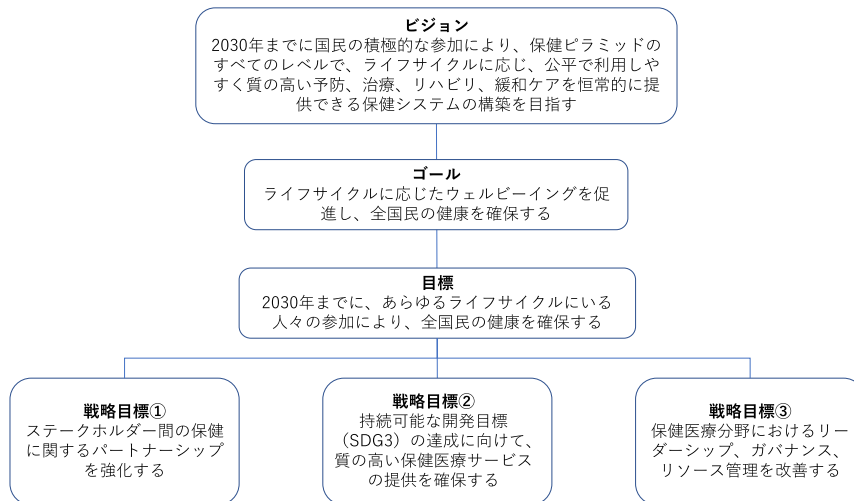 ビジョン
2030年までに国民の積極的な参加により、保健ピラミッドの
すべてのレベルで、ライフサイクルに応じ、公平で利用しや
すく質の高い予防、治療、リハビリ、緩和ケアを恒常的に提
供できる保健システムの構築を目指す
ゴール
ライフサイクルに応じたウェルビーイングを促
進し、全国民の健康を確保する
目標
2030年までに、あらゆるライフサイクルにいる
人々の参加により、全国民の健康を確保する
戦略目標①
ステークホルダー間の保健
に関するパートナーシップ
を強化する
戦略目標②
持続可能な開発目標
（SDG3）の達成に向けて、
質の高い保健医療サービス
の提供を確保する
戦略目標③
保健医療分野におけるリー
ダーシップ、ガバナンス、
リソース管理を改善する